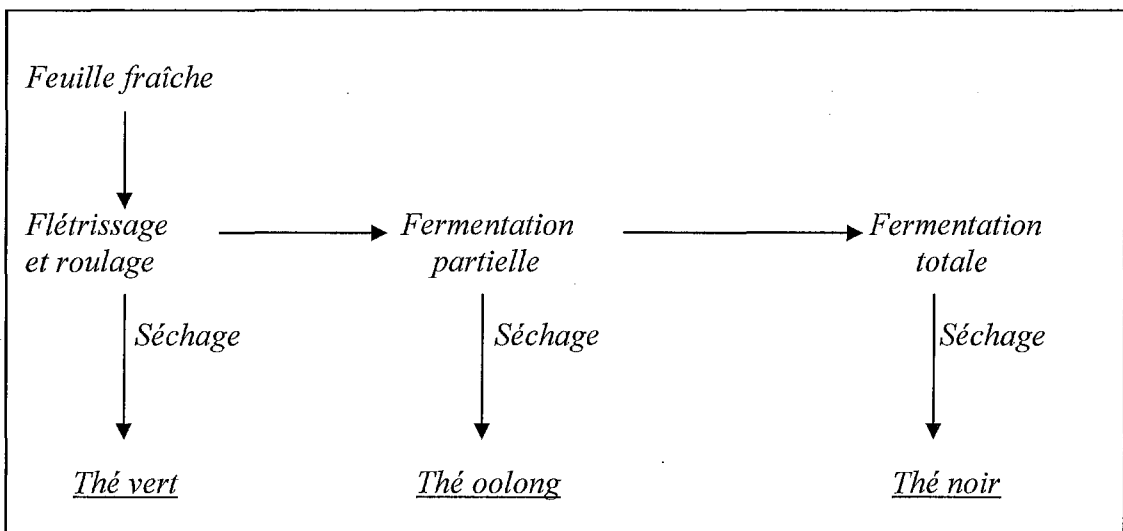 Feuille fraîche
Flétrissage
et roulage
Fermentation
partielle
Fermentation
totale
Séchage
Séchage
Séchage
Thé vert
Thé oolong
Thé noir